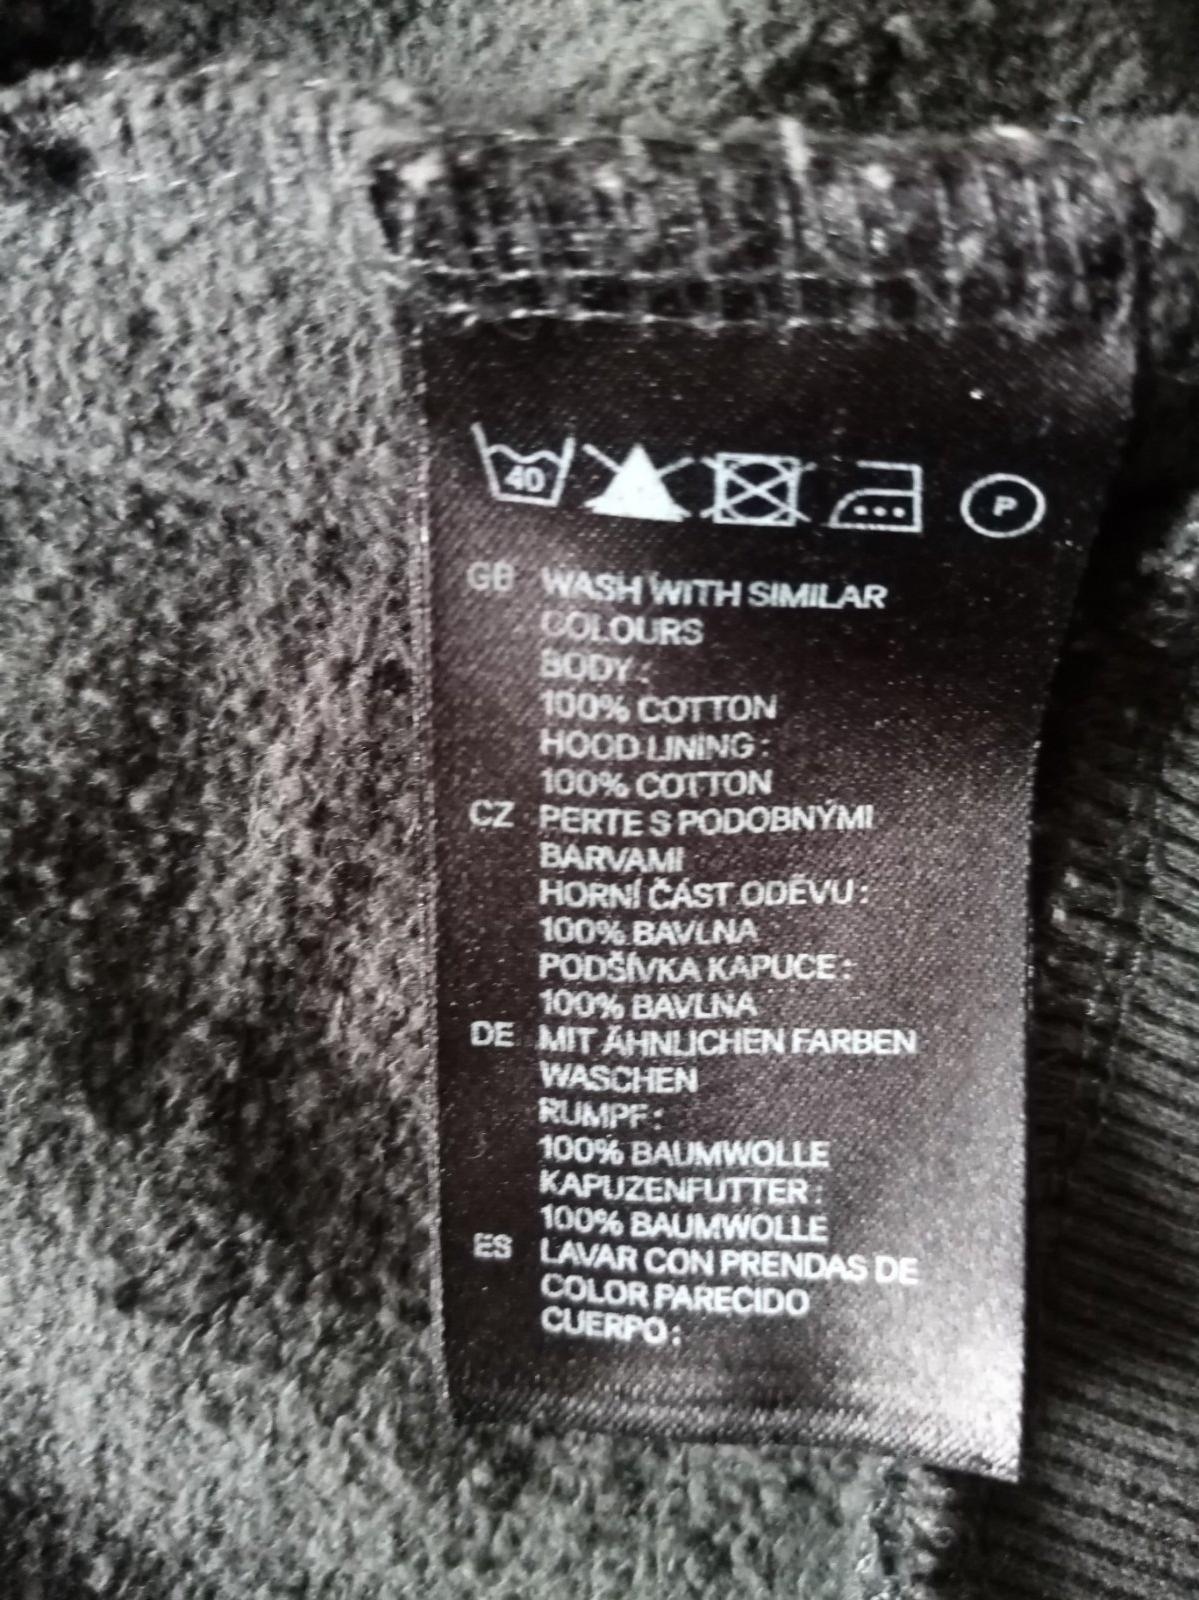 40
P
GB WASH WITH SIMILAR
COLOURS
BODY :
100% COTTON
HOOD LINING :
100% COTTON
CZ PERTE S PODOBNÝMI
BARVAMI
HORNÍ ČÁST ODĚVU :
100% BAVLNA
PODŠÍVKA KAPUCE :
100% BAVLNA
DE MIT ÄHNLICHEN FARBEN
WASCHEN
RUMPF :
100% BAUMWOLLE
KAPUZENFUTTER :
100% BAUMWOLLE
ES LAVAR CON PRENDAS DE
COLOR PARECIDO
CUERPO :